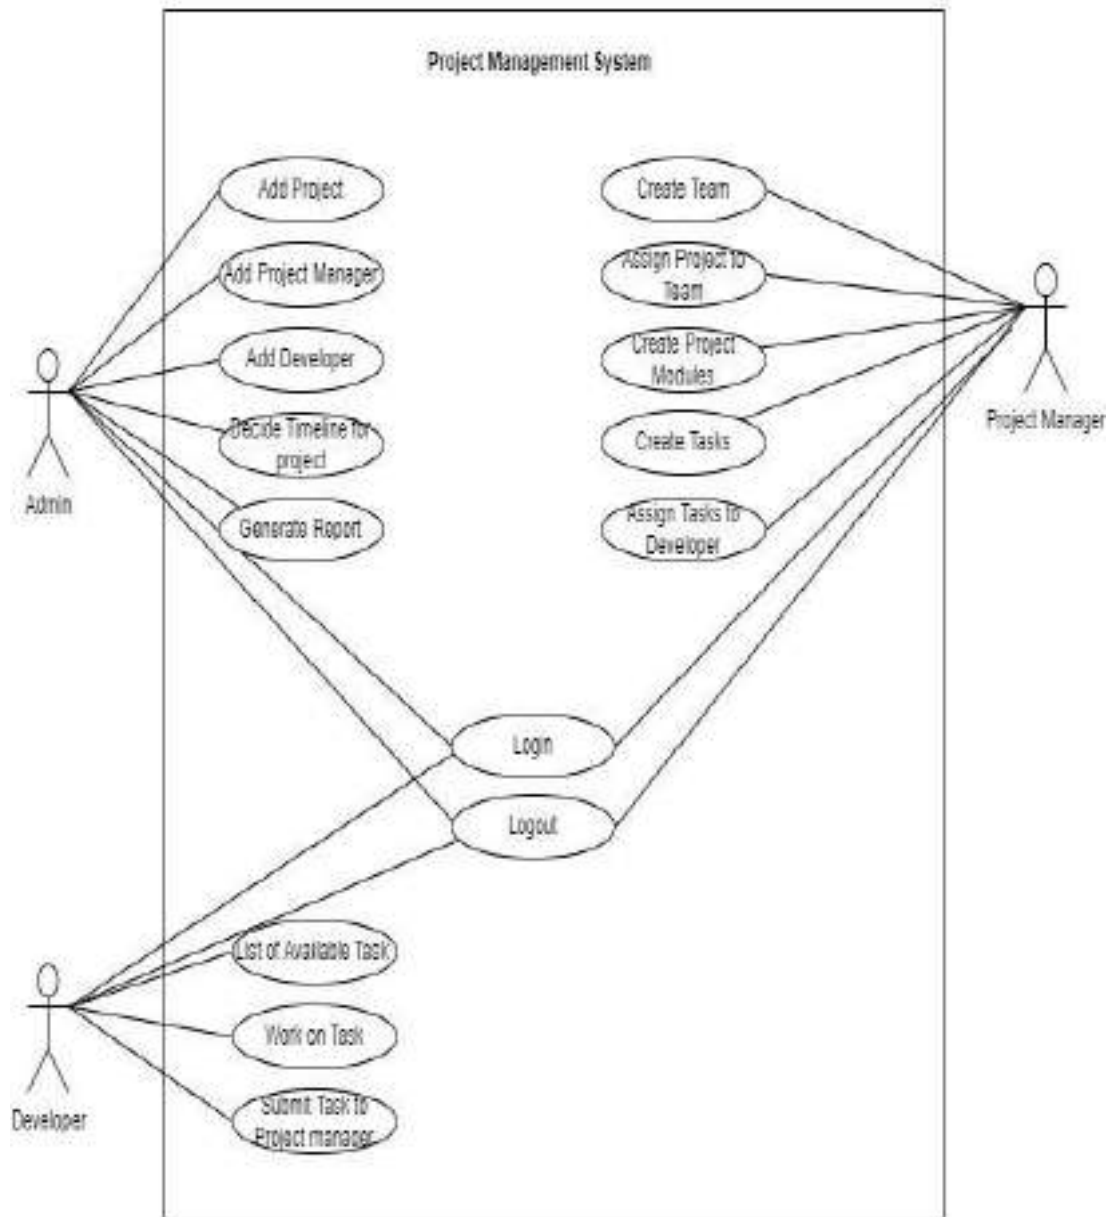 Project Management System
Add Project
Add Project Manager
Add Developer
Decide Timeline for
project
Generate Report
Admin
Create Team
Assign Project to
Team
Create Project
Modules
Create Tasks
Assign Tasks to
Developer
Project Manager
Login
Logout
List of Available Task
Work on Task
Submit Task to
Project manager
Developer